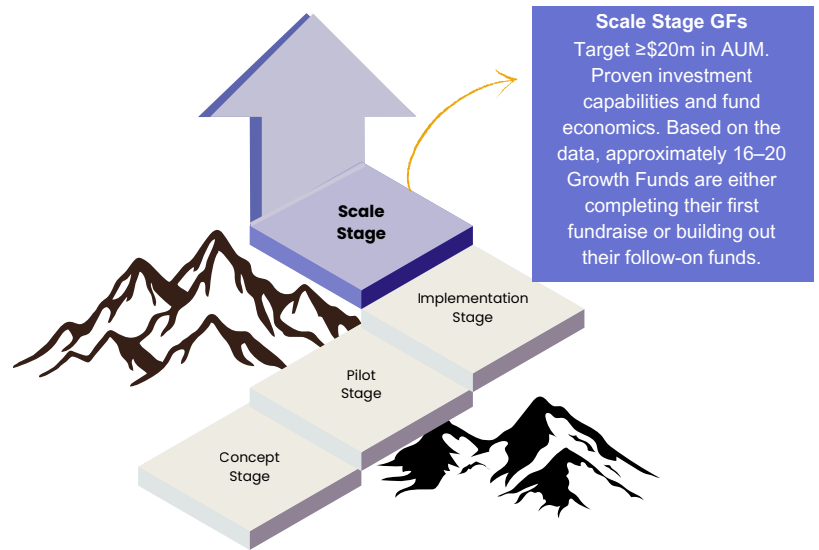 Scale Stage GFs
Target ≥$20m in AUM.
Proven investment
capabilities and fund
economics. Based on the
data, approximately 16–20
Growth Funds are either
completing their first
fundraise or building out
their follow-on funds.
Scale
Stage
Implementation
Stage
Pilot
Stage
Concept
Stage